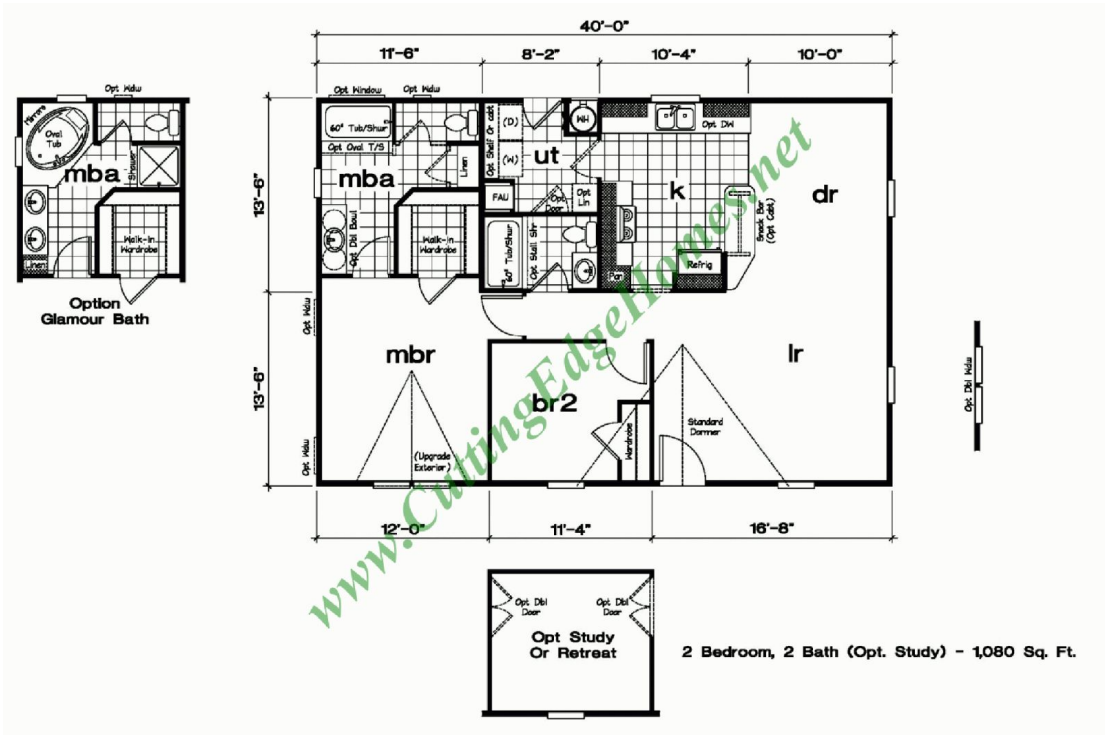 40'-0"
11'-6"
8'-2"
10'-4"
10'-0"
Opt Wdw
Mirrors
Oval
Tub
mba
Shower
Walk-In
Wardrobe
Linen
Option
Glamour Bath
13'-6"
13'-6"
Opt Window
Opt Wdw
60" Tub/Shwr
Opt Oval T/S
mba
Linen
Opt Dbl Bowl
Walk-In
Wardrobe
Opt Shelf Or cabt
(D)
(W)
WH
ut
FAU
Opt
Door
Opt
Lin
60" Tub/Shwr
Opt Stall Shr
Opt DW
k
Refrig
Pan
Snack Bar
(Opt Cabt)
dr
Opt Wdw
Opt Wdw
mbr
(Upgrade
Exterior)
br2
Wardrobe
lr
Standard
Dormer
Opt Dbl Wdw
12'-0"
11'-4"
16'-8"
Opt Dbl
Door
Opt Dbl
Door
Opt Study
Or Retreat
2 Bedroom, 2 Bath (Opt. Study) - 1,080 Sq. Ft.
www.CuttingEdgeHomes.net